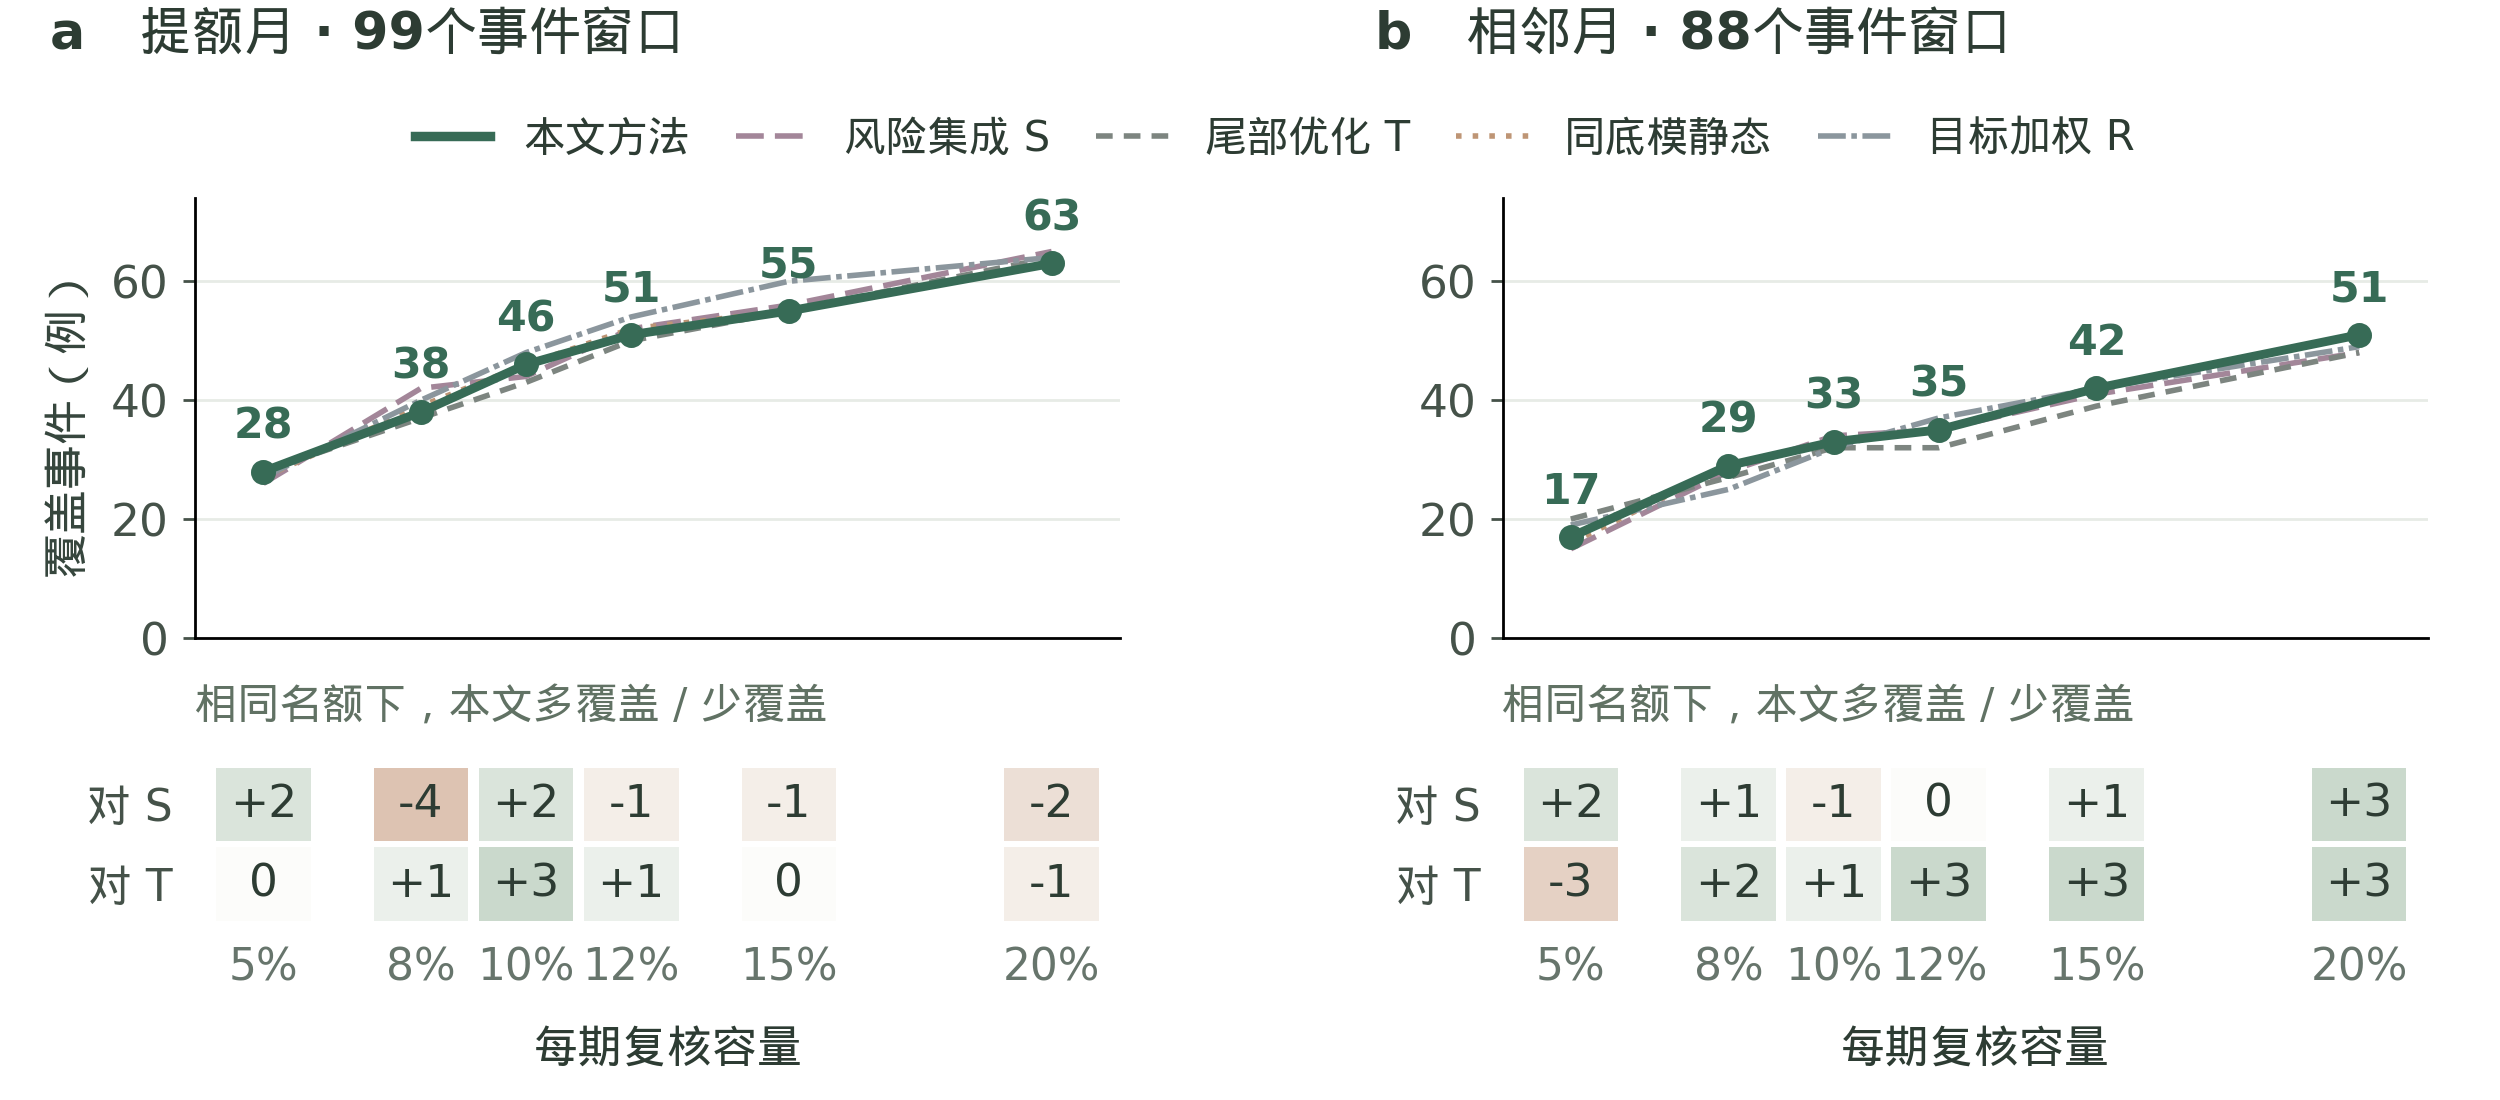 a 提额月 · 99个事件窗口
b 相邻月 · 88个事件窗口
本文方法 风险集成 S 尾部优化 T 同底模静态 目标加权 R
覆盖事件（例）
60
40
20
0
28
38
46
51
55
63
60
40
20
0
17
29
33
35
42
51
相同名额下，本文多覆盖 / 少覆盖
对 S +2 -4 +2 -1 -1 -2
对 T 0 +1 +3 +1 0 -1
5% 8% 10% 12% 15% 20%
每期复核容量
相同名额下，本文多覆盖 / 少覆盖
对 S +2 +1 -1 0 +1 +3
对 T -3 +2 +1 +3 +3 +3
5% 8% 10% 12% 15% 20%
每期复核容量